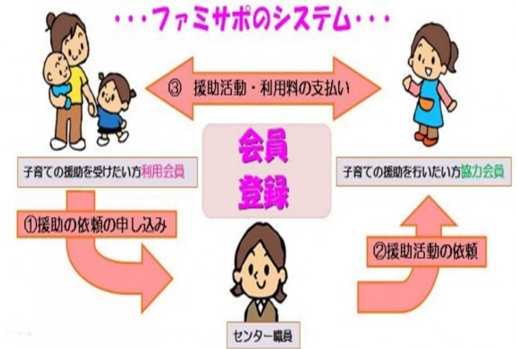 ・・・ファミサポのシステム・・・
③ 援助活動・利用料の支払い
会員
登録
子育ての援助を受けたい方利用会員
子育ての援助を行いたい方協力会員
①援助の依頼の申し込み
②援助活動の依頼
センター職員